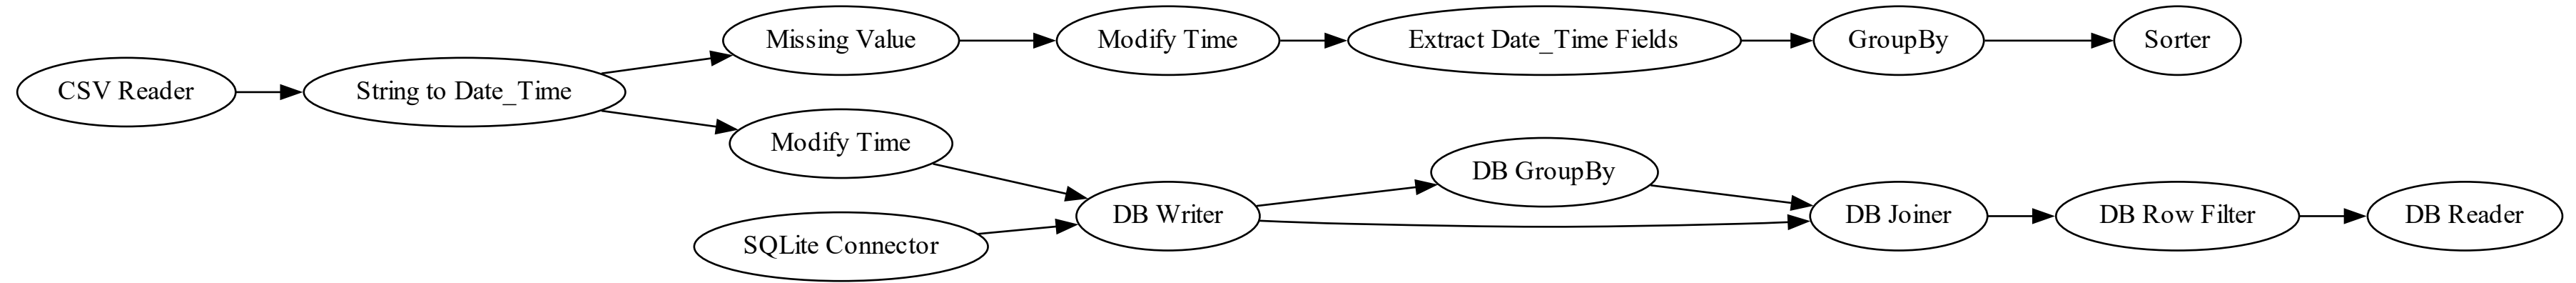 CSV Reader
String to Date_Time
Missing Value
Modify Time
Extract Date_Time Fields
GroupBy
Sorter
Modify Time
SQLite Connector
DB Writer
DB GroupBy
DB Joiner
DB Row Filter
DB Reader